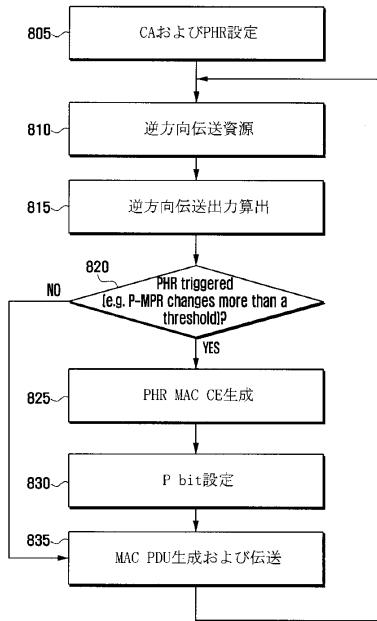 805
CAおよびPHR設定
810
逆方向伝送資源
815
逆方向伝送出力算出
820
PHR triggered
(e.g. P-MPR changes more than a
threshold)?
NO
YES
825
PHR MAC CE生成
830
P bit設定
835
MAC PDU生成および伝送